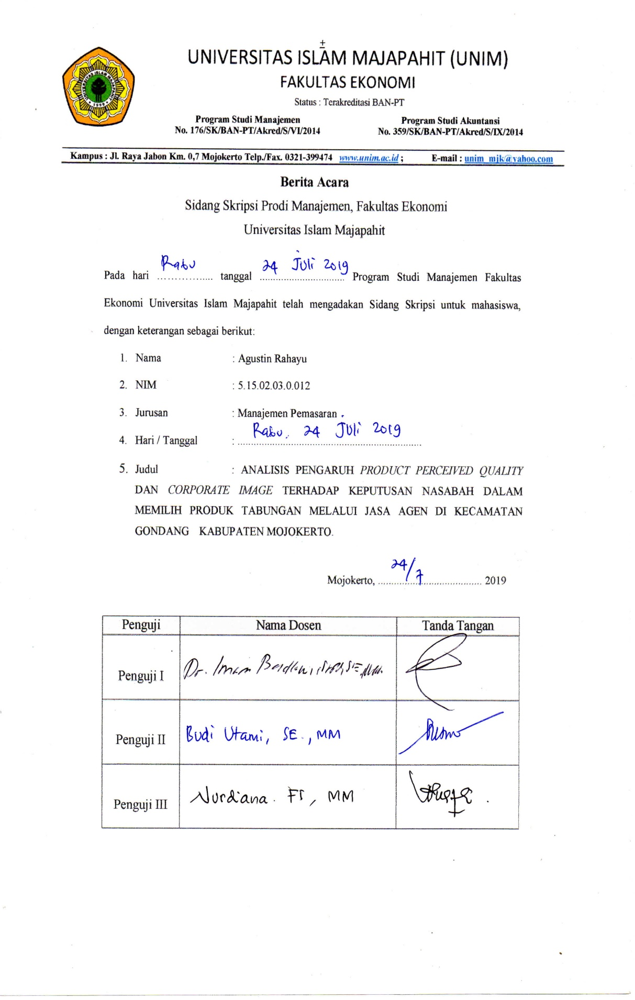 UNIVERSITAS ISLAM MAJAPAHIT (UNIM)
FAKULTAS EKONOMI
Status : Terakreditasi BAN-PT
Program Studi Manajemen
No. 176/SK/BAN-PT/Akred/S/VI/2014
Program Studi Akuntansi
No. 359/SK/BAN-PT/Akred/S/IX/2014
UNIVERSITAS ISLAM MAJAPAHIT
1999
Kampus : Jl. Raya Jabon Km. 0,7 Mojokerto Telp./Fax. 0321-399474 www.unim.ac.id ; E-mail : unim_mjk@yahoo.com
Berita Acara
Sidang Skripsi Prodi Manajemen, Fakultas Ekonomi
Universitas Islam Majapahit
Pada hari Rabu tanggal 24 Juli 2019 Program Studi Manajemen Fakultas
Ekonomi Universitas Islam Majapahit telah mengadakan Sidang Skripsi untuk mahasiswa,
dengan keterangan sebagai berikut:
1. Nama : Agustin Rahayu
2. NIM : 5.15.02.03.0.012
3. Jurusan : Manajemen Pemasaran
4. Hari / Tanggal : Rabu, 24 Juli 2019
5. Judul : ANALISIS PENGARUH PRODUCT PERCEIVED QUALITY
DAN CORPORATE IMAGE TERHADAP KEPUTUSAN NASABAH DALAM
MEMILIH PRODUK TABUNGAN MELALUI JASA AGEN DI KECAMATAN
GONDANG KABUPATEN MOJOKERTO.
Mojokerto, 24/7 2019
Penguji Nama Dosen Tanda Tangan
Penguji I Dr. Imam SE, MM
Penguji II Budi Utami, SE., MM
Penguji III Nurdiana. FT, MM